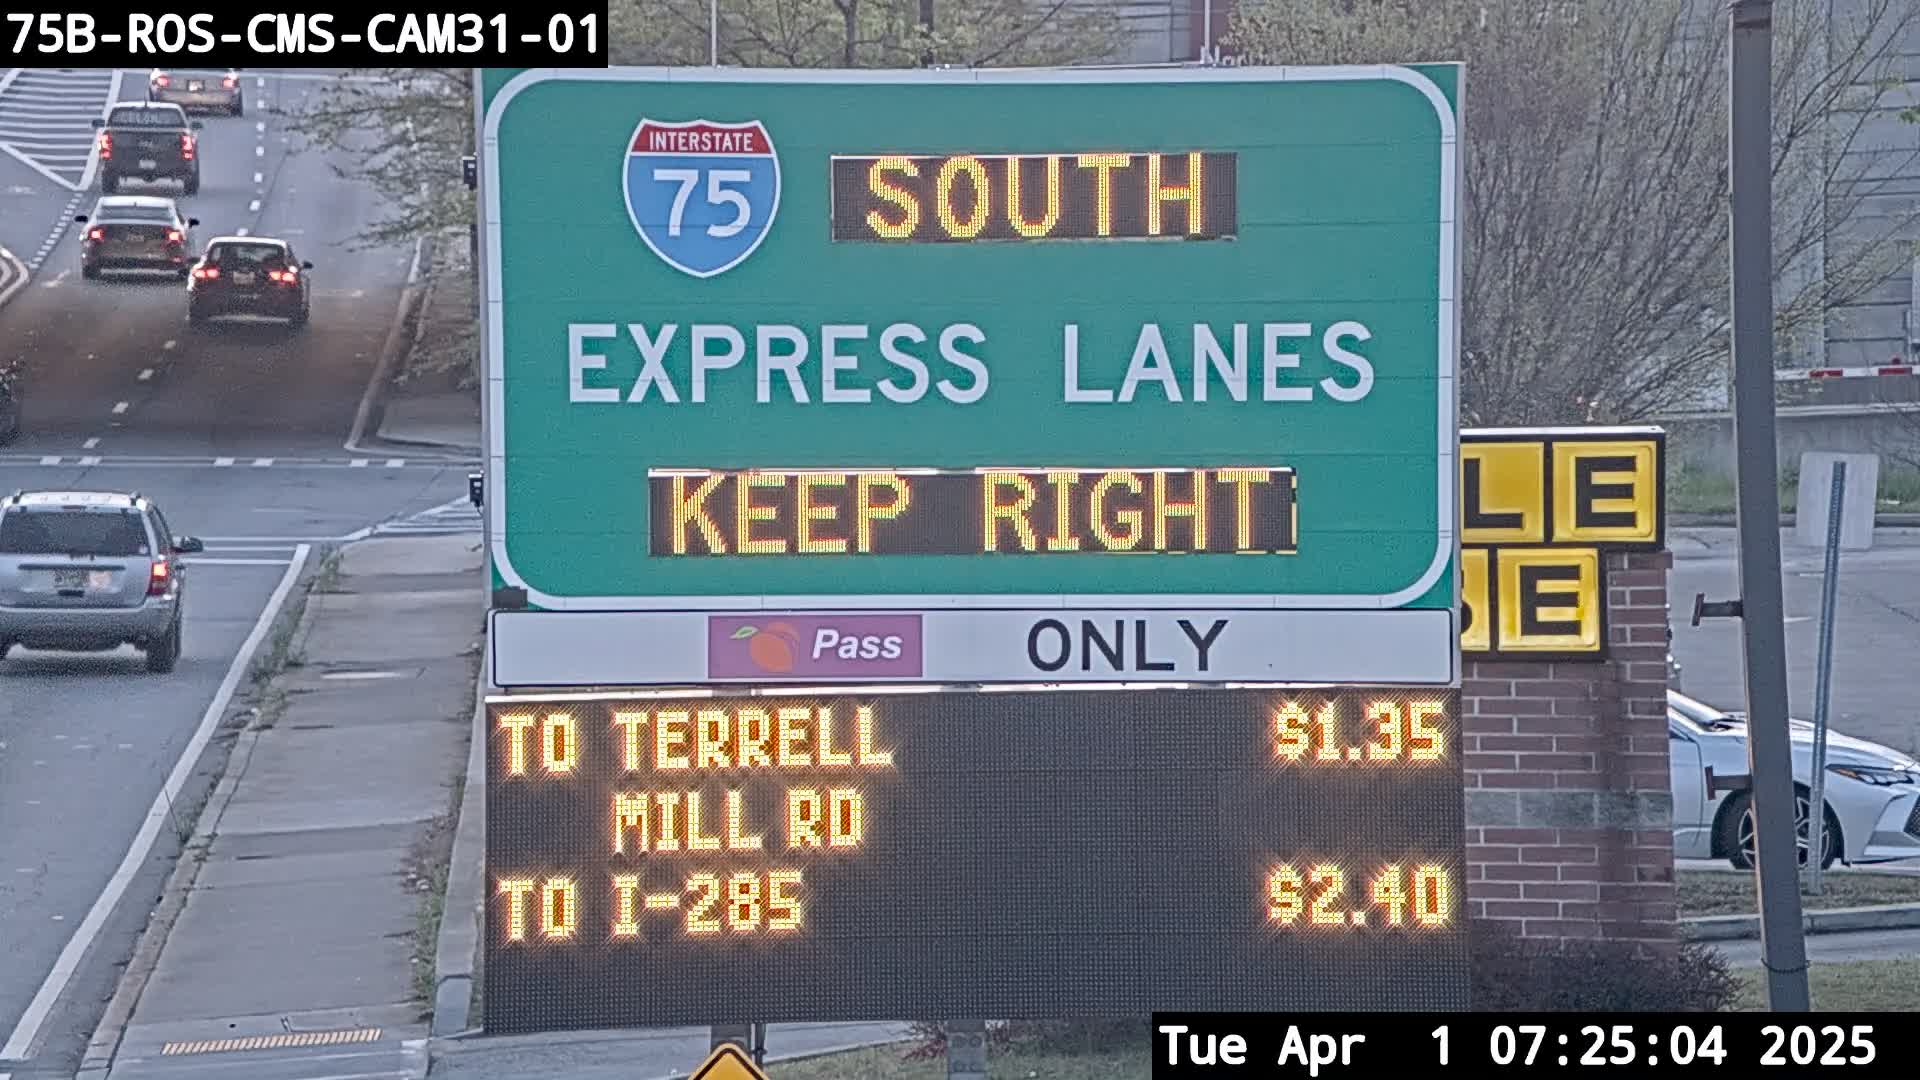 75B-ROS-CMS-CAM31-01
INTERSTATE
75
SOUTH
EXPRESS LANES
KEEP RIGHT
Pass ONLY
LE
E
TO TERRELL $1.35
MILL RD
TO I-285 $2.40
Tue Apr 1 07:25:04 2025